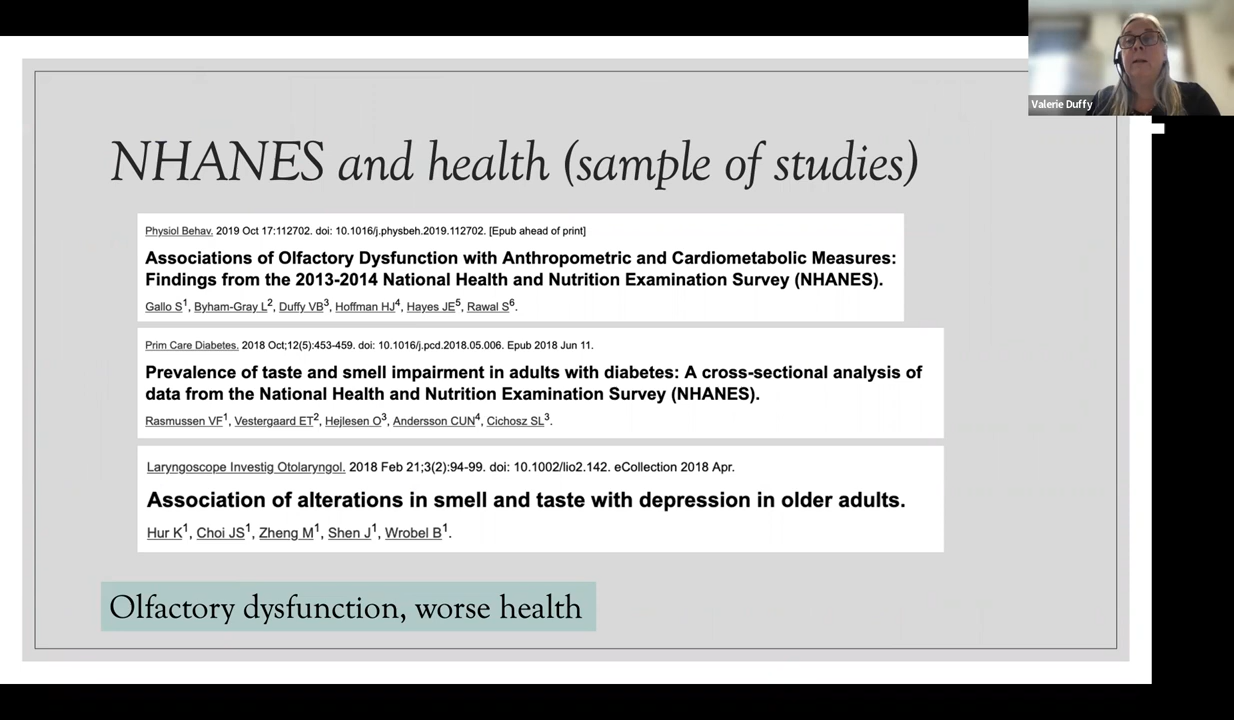 Valerie Duffy
NHANES and health (sample of studies)
Physiol Behav. 2019 Oct 17:112702. doi: 10.1016/j.physbeh.2019.112702. [Epub ahead of print]
Associations of Olfactory Dysfunction with Anthropometric and Cardiometabolic Measures:
Findings from the 2013-2014 National Health and Nutrition Examination Survey (NHANES).
Gallo S1, Byham-Gray L2, Duffy VB3, Hoffman HJ4, Hayes JE5, Rawal S6.
Prim Care Diabetes. 2018 Oct;12(5):453-459. doi: 10.1016/j.pcd.2018.05.006. Epub 2018 Jun 11.
Prevalence of taste and smell impairment in adults with diabetes: A cross-sectional analysis of
data from the National Health and Nutrition Examination Survey (NHANES).
Rasmussen VF1, Vestergaard ET2, Hejlesen O3, Andersson CUN4, Cichosz SL3.
Laryngoscope Investig Otolaryngol. 2018 Feb 21;3(2):94-99. doi: 10.1002/lio2.142. eCollection 2018 Apr.
Association of alterations in smell and taste with depression in older adults.
Hur K1, Choi JS1, Zheng M1, Shen J1, Wrobel B1.
Olfactory dysfunction, worse health